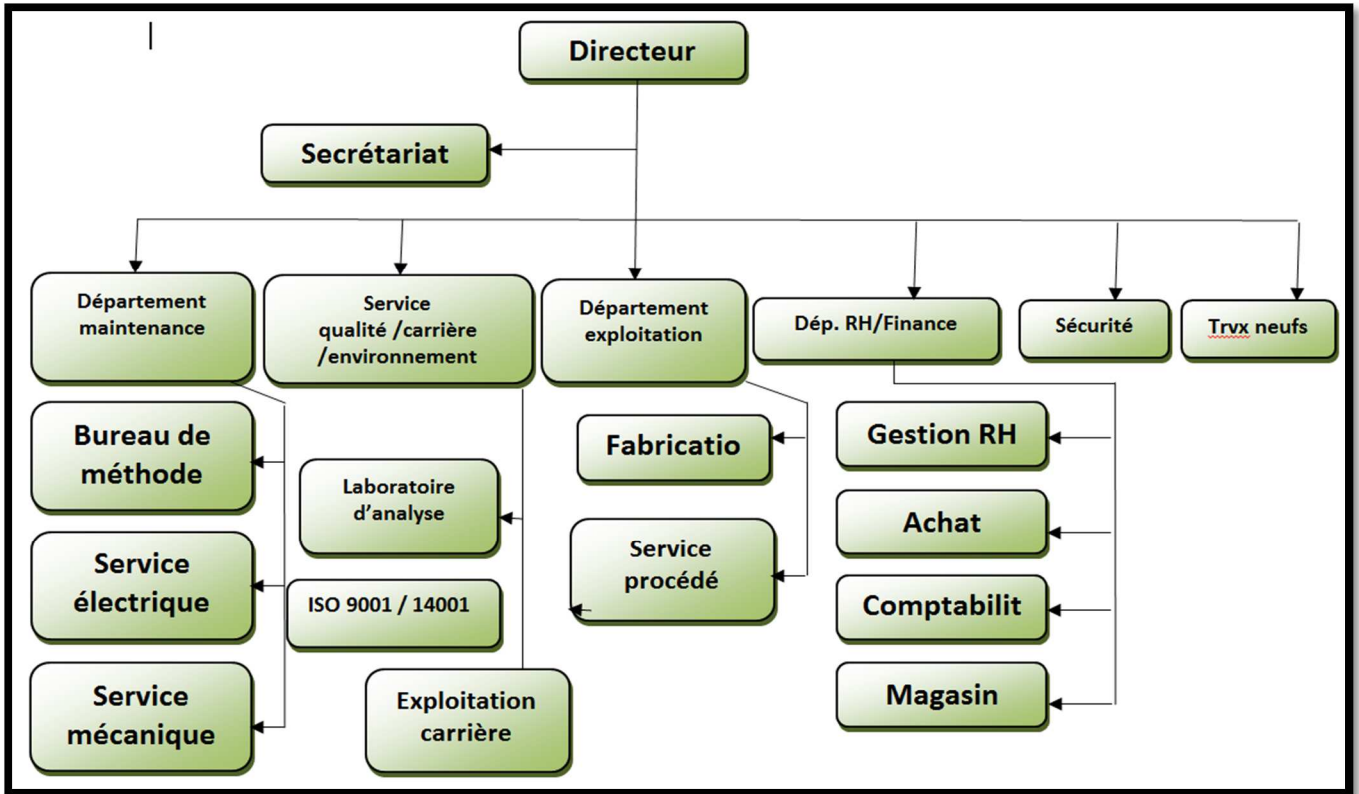 Directeur
Secrétariat
Département
maintenance
Service
qualité /carrière
/environnement
Département
exploitation
Dép. RH/Finance
Sécurité
Trvx neufs
Bureau de
méthode
Service
électrique
Service
mécanique
Laboratoire
d’analyse
ISO 9001 / 14001
Exploitation
carrière
Fabricatio
Service
procédé
Gestion RH
Achat
Comptabilit
Magasin